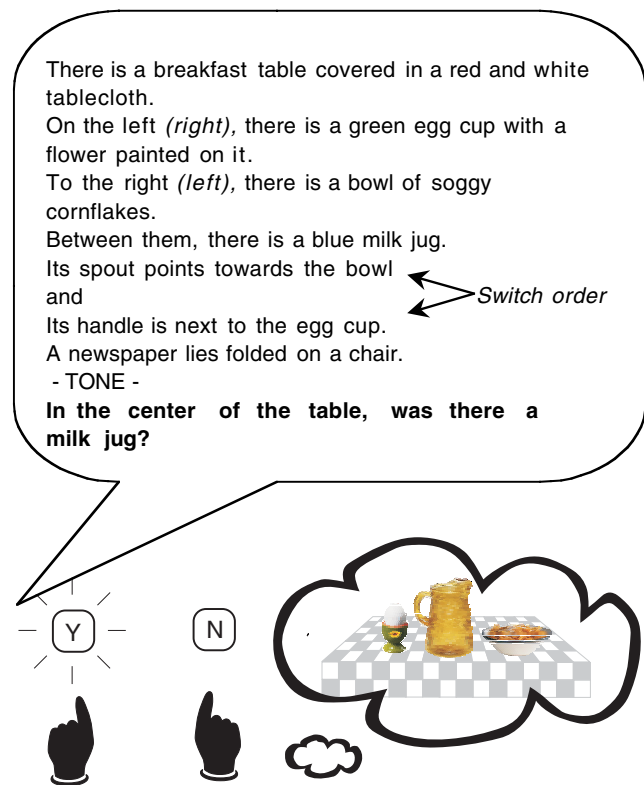 There is a breakfast table covered in a red and white
tablecloth.
On the left (right), there is a green egg cup with a
flower painted on it.
To the right (left), there is a bowl of soggy
cornflakes.
Between them, there is a blue milk jug.
Its spout points towards the bowl
and
Switch order
Its handle is next to the egg cup.
A newspaper lies folded on a chair.
- TONE -
In the center of the table, was there a
milk jug?
Y
N